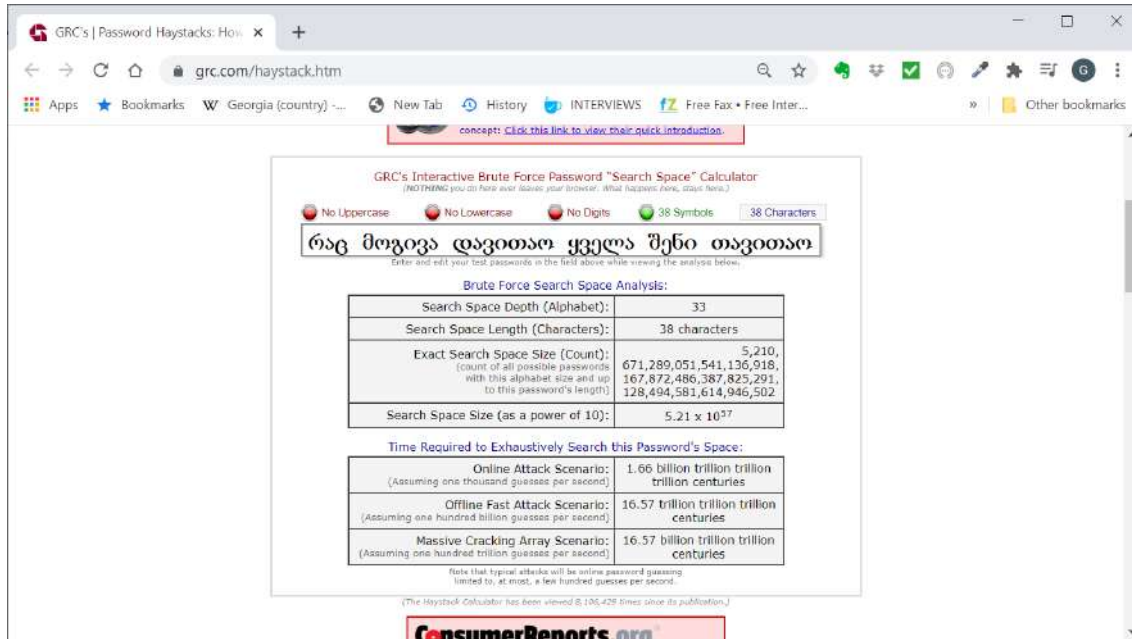 GRC's | Password Haystacks: How
grc.com/haystack.htm
G
Apps Bookmarks W Georgia (country) -... New Tab History INTERVIEWS fZ Free Fax • Free Inter... » Other bookmarks
concept: Click this link to view their quick introduction.
GRC's Interactive Brute Force Password "Search Space" Calculator
(NOTHING you do here ever leaves your browser. What happens here, stays here.)
No Uppercase No Lowercase No Digits 38 Symbols 38 Characters
რაც მოგივა დავითაო ყველა შენი თავითაო
Enter and edit your test passwords in the field above while viewing the analysis below.
Brute Force Search Space Analysis:
Search Space Depth (Alphabet): 33
Search Space Length (Characters): 38 characters
Exact Search Space Size (Count): 5,210,
(count of all possible passwords 671,289,051,541,136,918,
with this alphabet size and up 167,872,486,387,825,291,
to this password's length) 128,494,581,614,946,502
Search Space Size (as a power of 10): 5.21 x 10⁵⁷
Time Required to Exhaustively Search this Password's Space:
Online Attack Scenario: 1.66 billion trillion trillion
(Assuming one thousand guesses per second) trillion centuries
Offline Fast Attack Scenario: 16.57 trillion trillion trillion
(Assuming one hundred billion guesses per second) centuries
Massive Cracking Array Scenario: 16.57 billion trillion trillion
(Assuming one hundred trillion guesses per second) centuries
Note that typical attacks will be online password guessing
limited to, at most, a few hundred guesses per second.
(The Haystack Calculator has been viewed 8,106,429 times since its publication.)
ConsumerReports.org